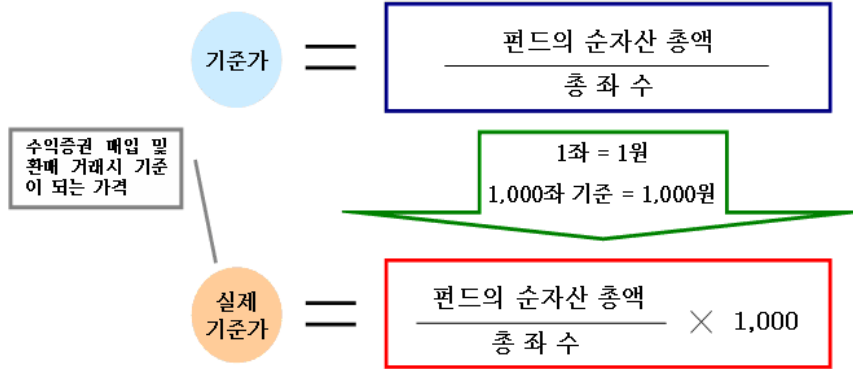 기준가
=
펀드의 순자산 총액
총 좌 수
수익증권 매입 및
환매 거래시 기준
이 되는 가격
1좌 = 1원
1,000좌 기준 = 1,000원
실제
기준가
=
펀드의 순자산 총액
총 좌 수
× 1,000